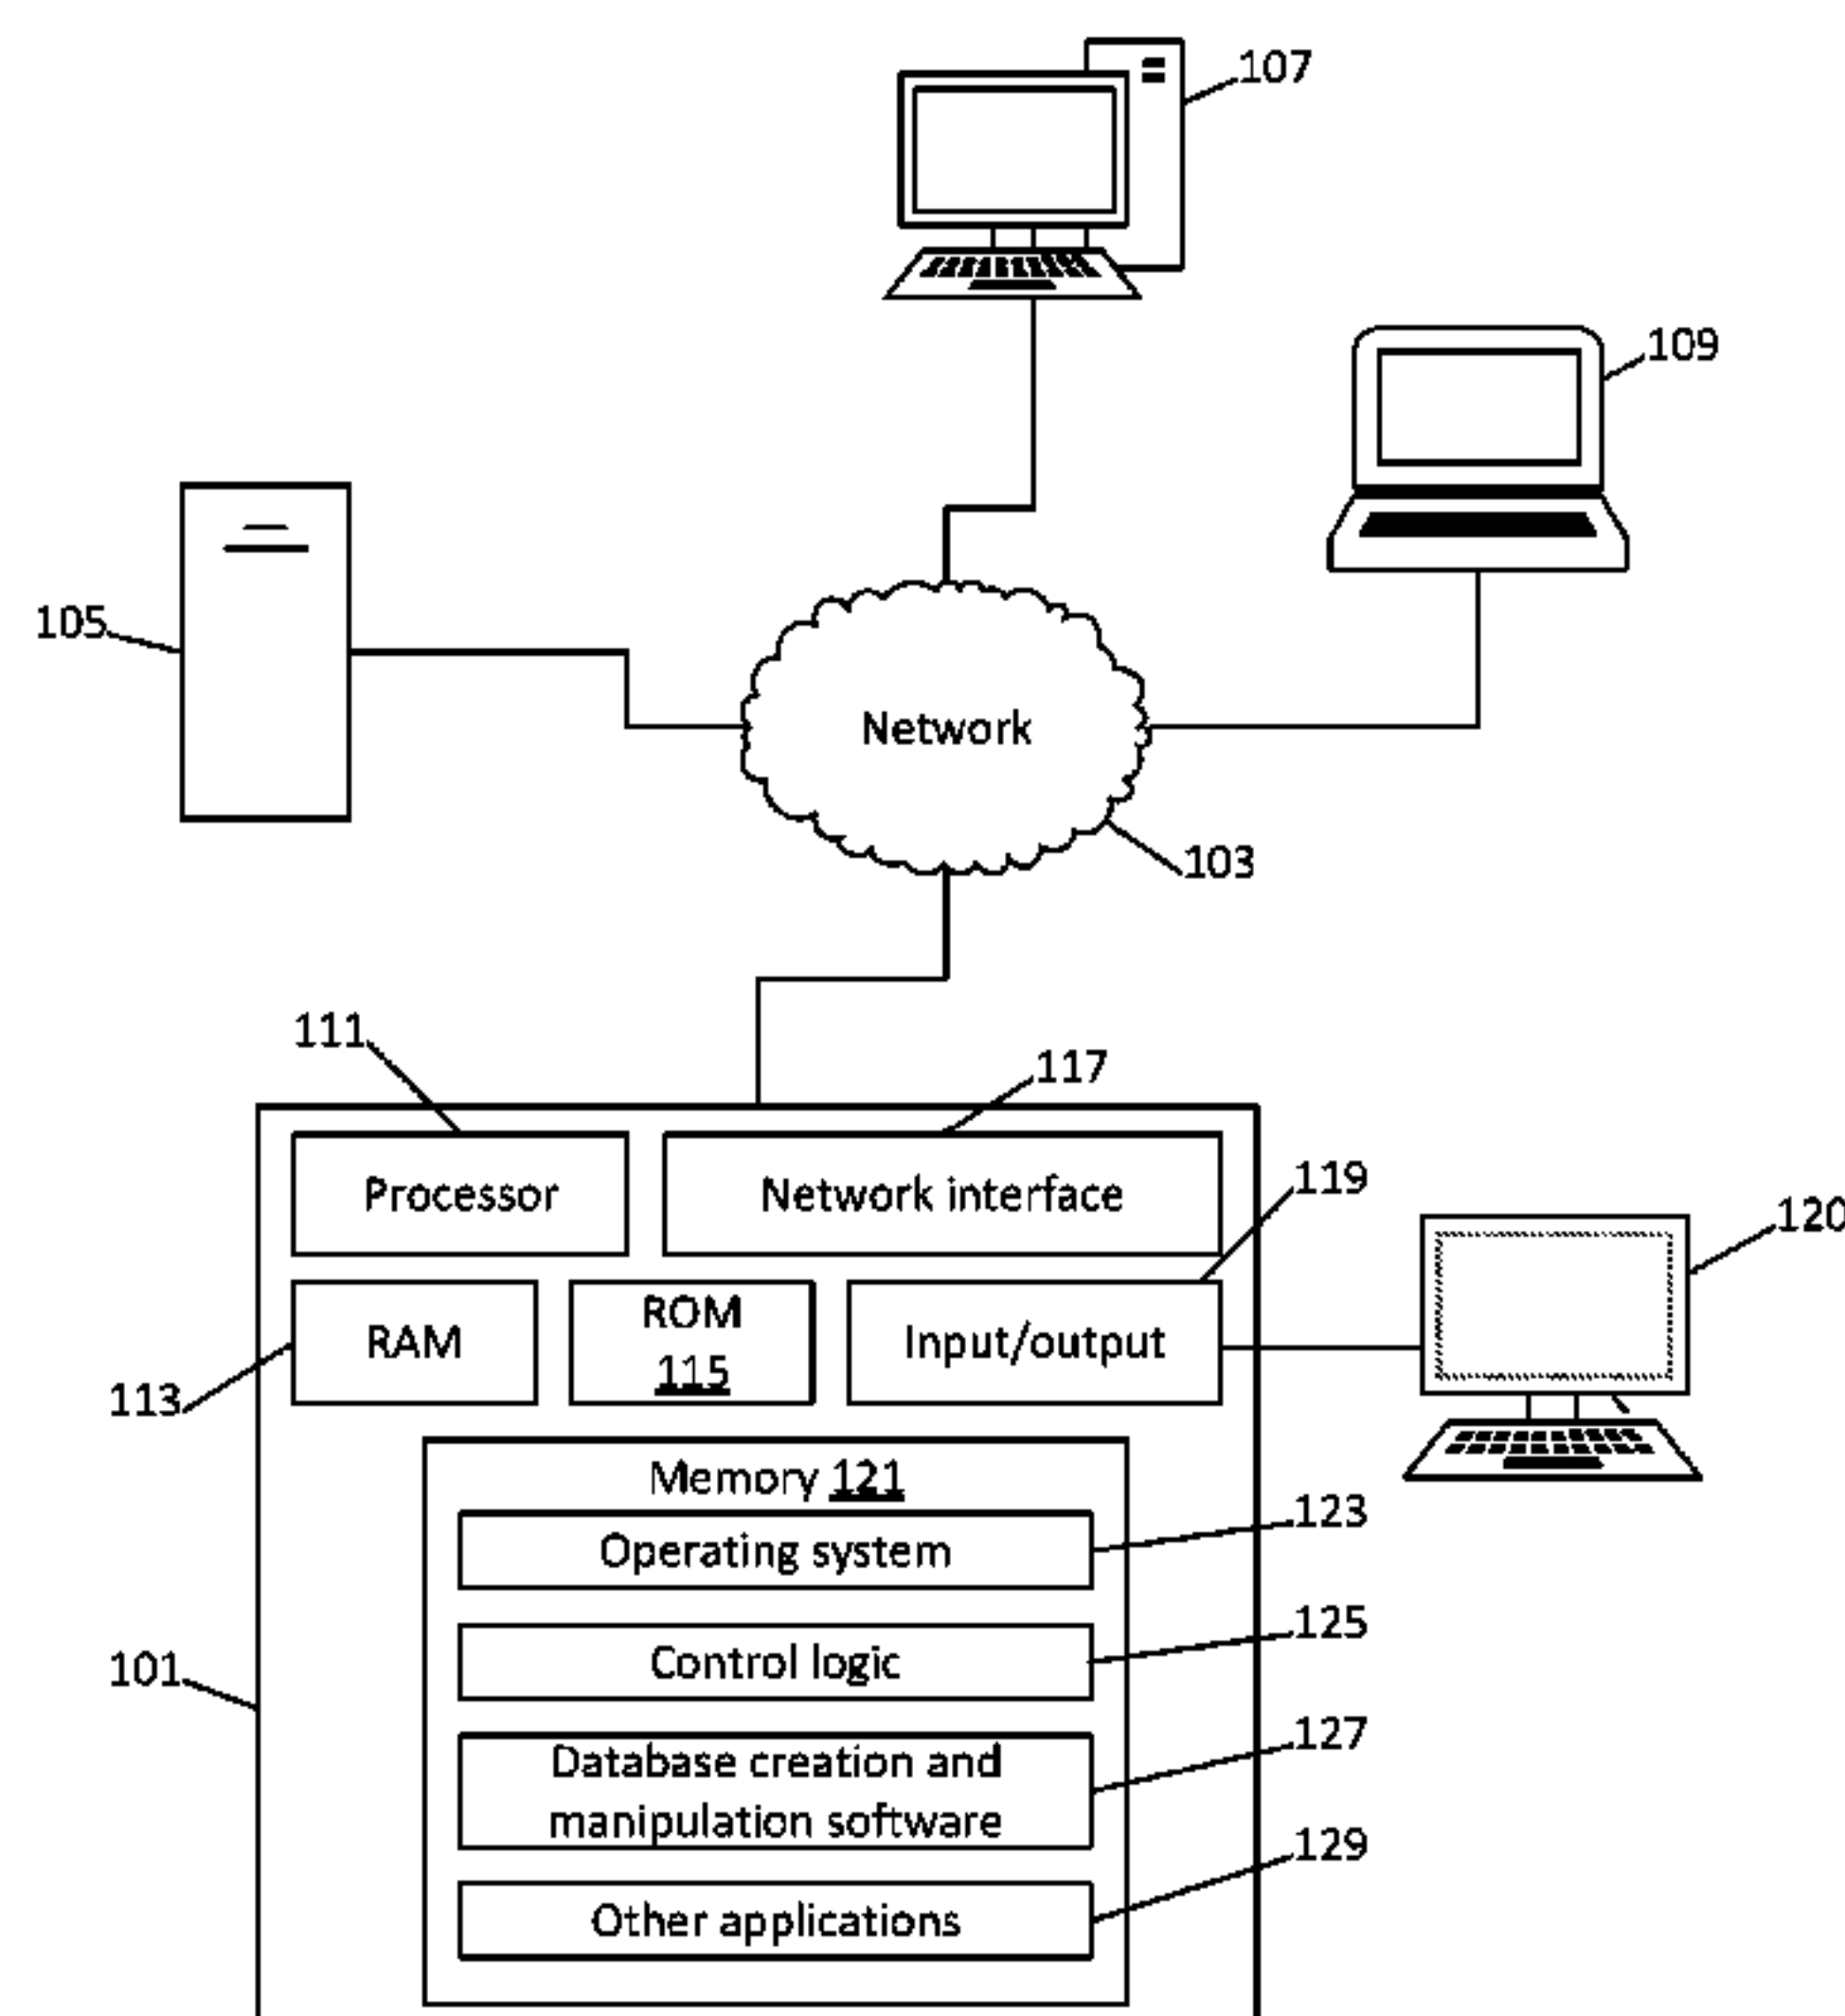 107
109
105
Network
103
111
117
Processor
Network interface
119
120
RAM
ROM
115
Input/output
113
Memory 121
123
Operating system
125
Control logic
101
127
Database creation and
manipulation software
129
Other applications